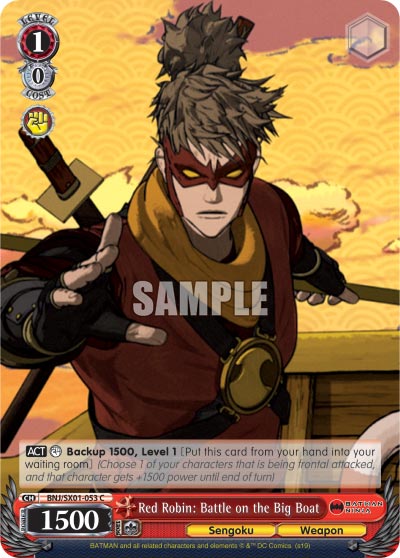 LEVEL
1
0
COST
SAMPLE
ACT Backup 1500, Level 1 [Put this card from your hand into your
waiting room] (Choose 1 of your characters that is being frontal attacked,
and that character gets +1500 power until end of turn)
CH BNJ/SX01-053 C
Red Robin: Battle on the Big Boat
BATMAN
NINJA
POWER
1500
Sengoku
Weapon
BATMAN and all related characters and elements © & ™ DC Comics. (s19)